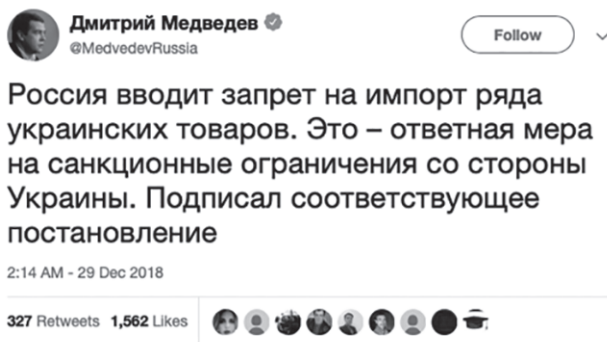 Дмитрий Медведев
@MedvedevRussia
Follow
Россия вводит запрет на импорт ряда
украинских товаров. Это – ответная мера
на санкционные ограничения со стороны
Украины. Подписал соответствующее
постановление
2:14 AM - 29 Dec 2018
327 Retweets 1,562 Likes